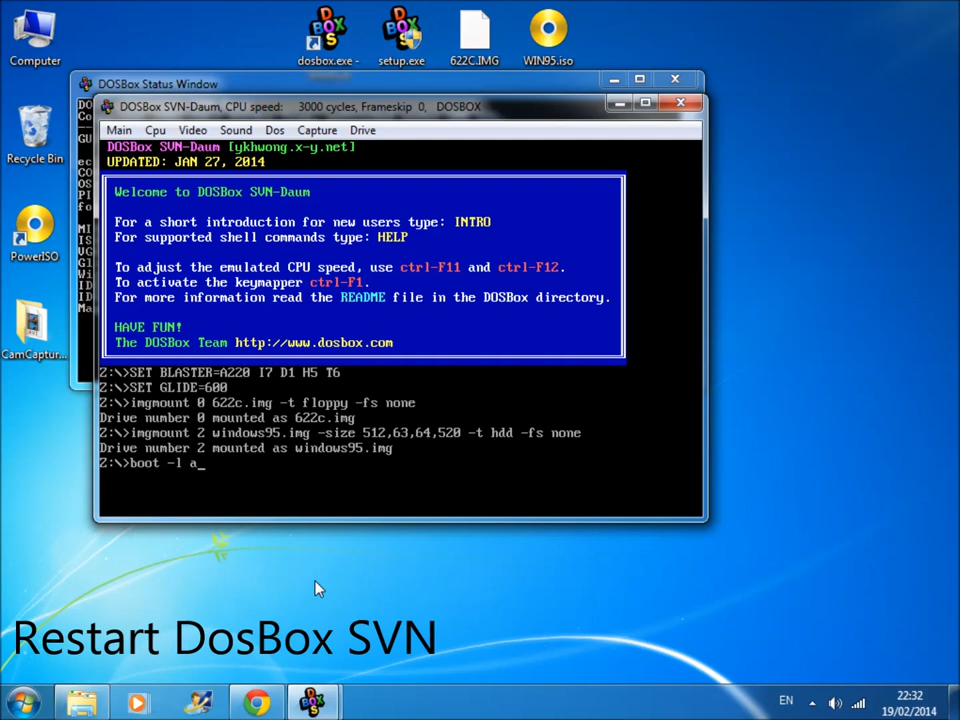 Computer
dosbox.exe -
setup.exe
622C.IMG
WIN95.iso
Recycle Bin
PowerISO
CamCaptur...
DOSBox Status Window
DOSBox SVN-Daum, CPU speed: 3000 cycles, Frameskip 0, DOSBOX
Main Cpu Video Sound Dos Capture Drive
DOSBox SVN-Daum [ykhwong.x-y.net]
UPDATED: JAN 27, 2014
Welcome to DOSBox SVN-Daum
For a short introduction for new users type: INTRO
For supported shell commands type: HELP
To adjust the emulated CPU speed, use ctrl-F11 and ctrl-F12.
To activate the keymapper ctrl-F1.
For more information read the README file in the DOSBox directory.
HAVE FUN!
The DOSBox Team http://www.dosbox.com
Z:\>SET BLASTER=A220 I7 D1 H5 T6
Z:\>SET GLIDE=600
Z:\>imgmount 0 622c.img -t floppy -fs none
Drive number 0 mounted as 622c.img
Z:\>imgmount 2 windows95.img -size 512,63,64,520 -t hdd -fs none
Drive number 2 mounted as windows95.img
Z:\>boot -l a_
Restart DosBox SVN
EN
22:32
19/02/2014